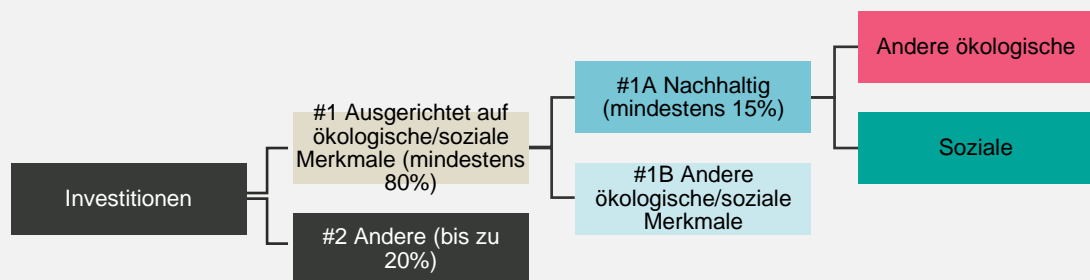 Investitionen
#1 Ausgerichtet auf
ökologische/soziale
Merkmale (mindestens
80%)
#2 Andere (bis zu
20%)
#1A Nachhaltig
(mindestens 15%)
#1B Andere
ökologische/soziale
Merkmale
Andere ökologische
Soziale